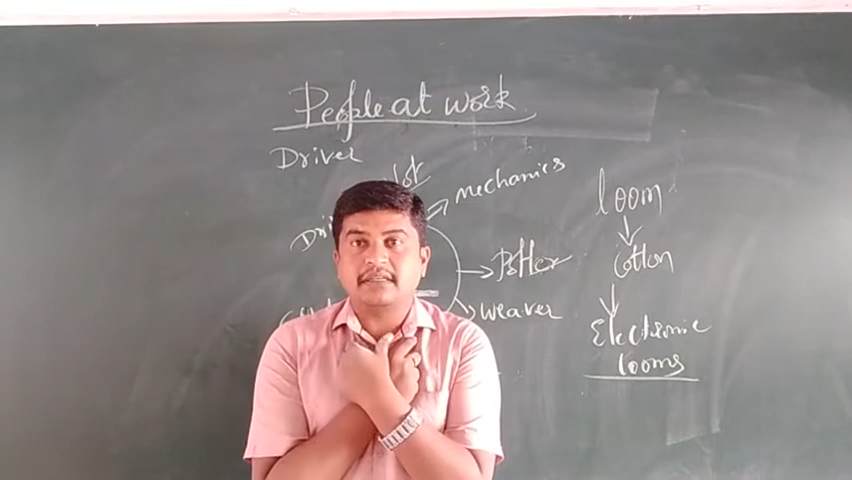 People at work
Driver
Mechanics
Potter
weaver
loom
Cotton
Electronic
looms